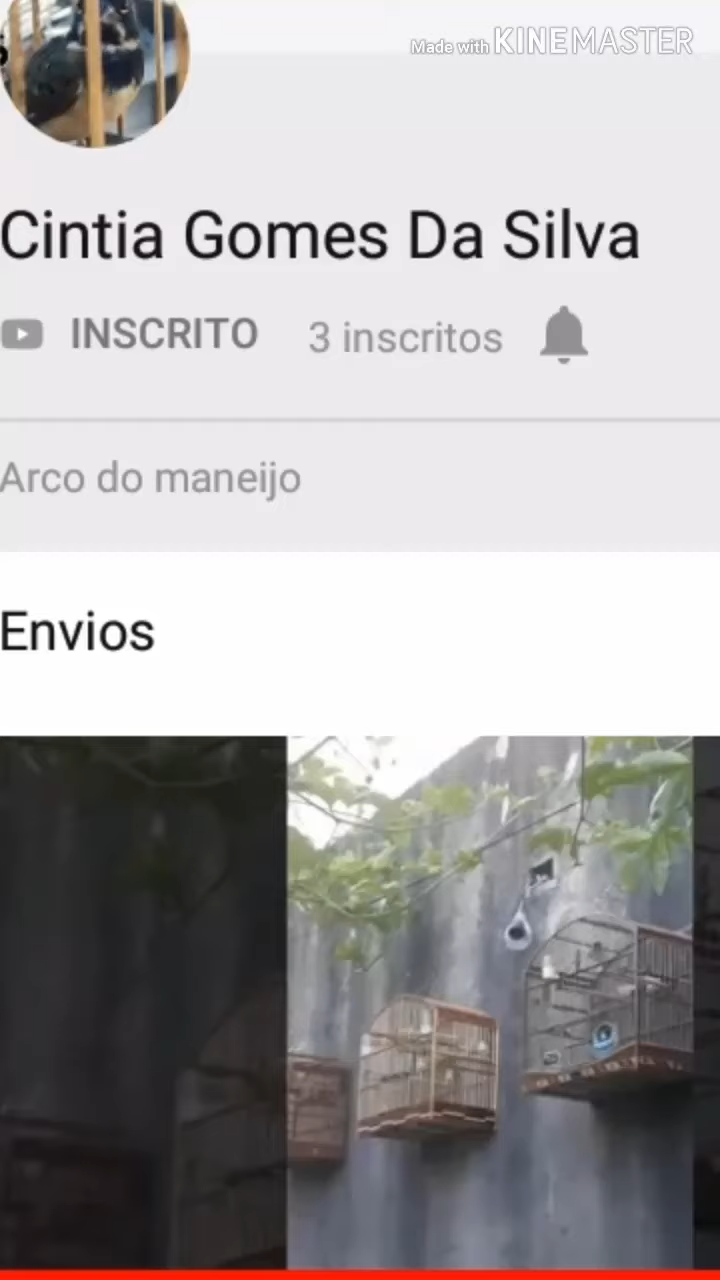 Made with KINEMASTER
Cintia Gomes Da Silva
INSCRITO 3 inscritos
Arco do maneijo
Envios